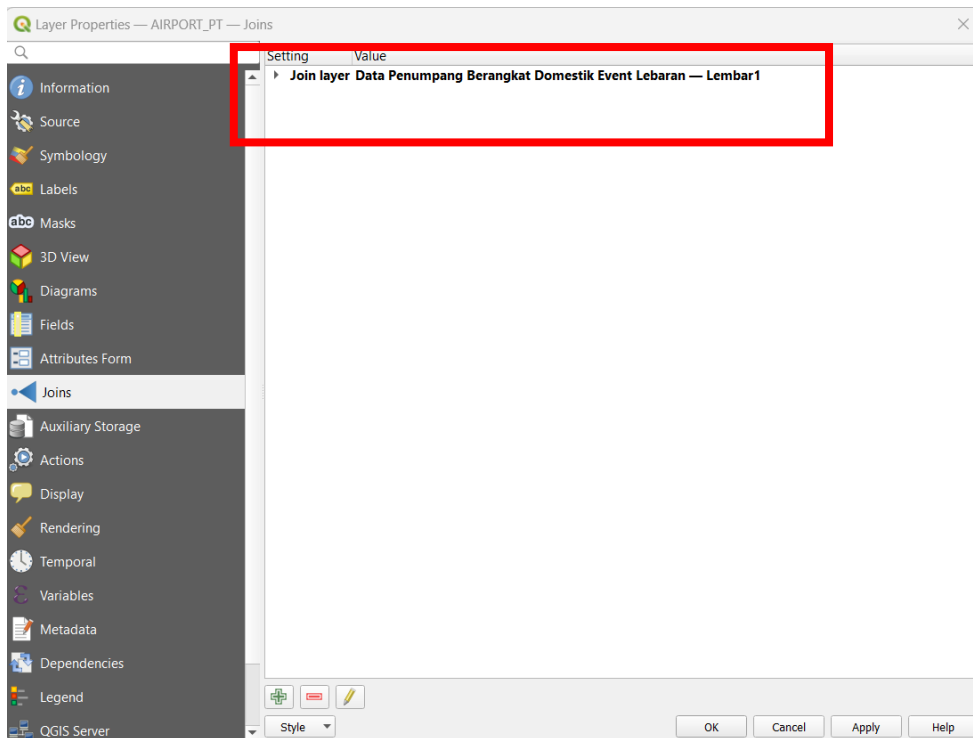 Layer Properties — AIRPORT_PT — Joins
Setting Value
Join layer Data Penumpang Berangkat Domestik Event Lebaran — Lembar1
Information
Source
Symbology
abc Labels
abc Masks
3D View
Diagrams
Fields
Attributes Form
Joins
Auxiliary Storage
Actions
Display
Rendering
Temporal
Variables
Metadata
Dependencies
Legend
QGIS Server
Style
OK Cancel Apply Help